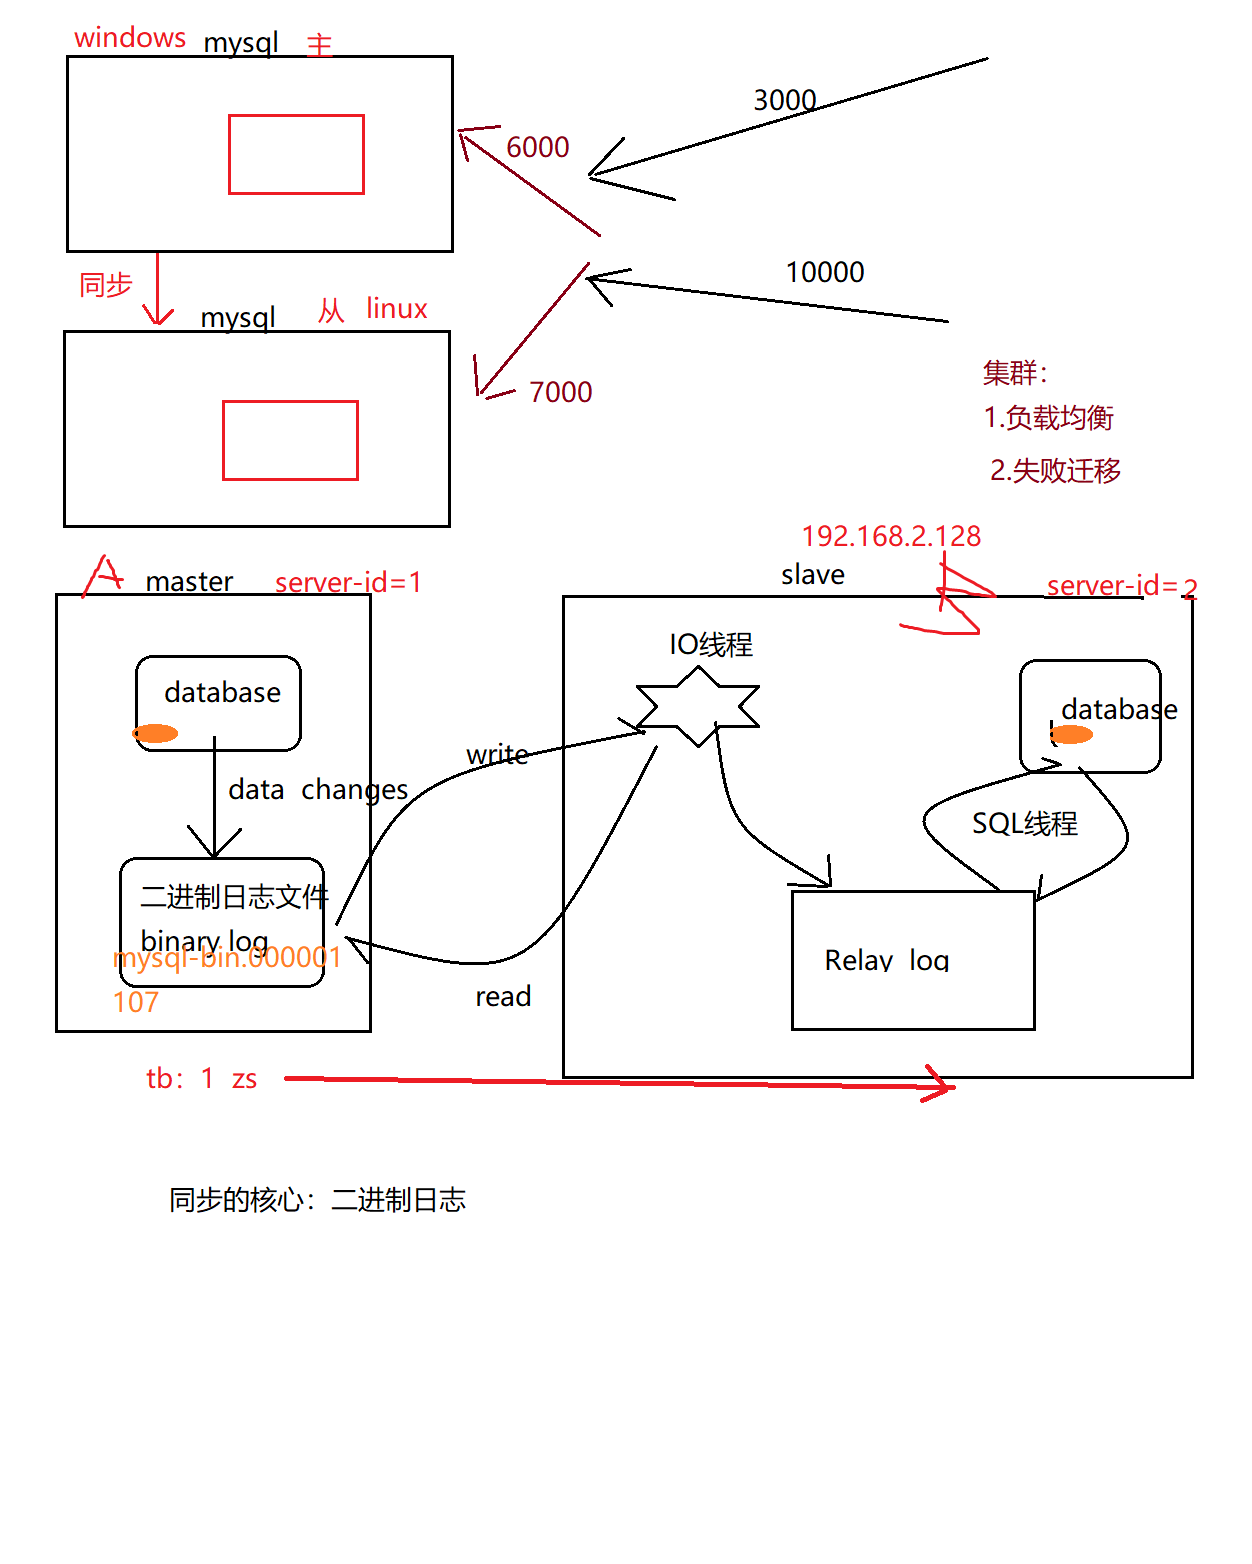 windows mysql 主
3000
6000
同步
10000
mysql 从 linux
7000
集群：
1.负载均衡
2.失败迁移
192.168.2.128
A master server-id=1
slave B server-id=2
IO线程
database
database
write
data changes
SQL线程
二进制日志文件
binary log
mysql-bin.000001
Relay log
read
107
tb：1 zs
同步的核心：二进制日志